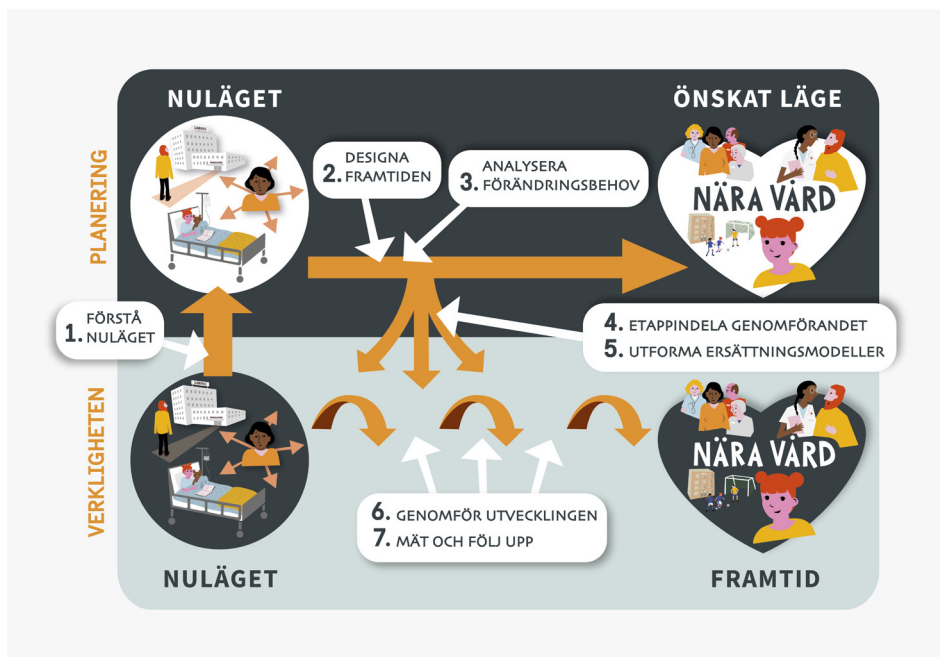 NULÄGET
ÖNSKAT LÄGE
PLANERING
DESIGNA
2. FRAMTIDEN
ANALYSERA
3. FÖRÄNDRINGSBEHOV
NÄRA VÅRD
FÖRSTÅ
1. NULÄGET
4. ETAPPINDELA GENOMFÖRANDET
5. UTFORMA ERSÄTTNINGSMODELLER
VERKLIGHETEN
NÄRA VÅRD
6. GENOMFÖR UTVECKLINGEN
7. MÄT OCH FÖLJ UPP
NULÄGET
FRAMTID